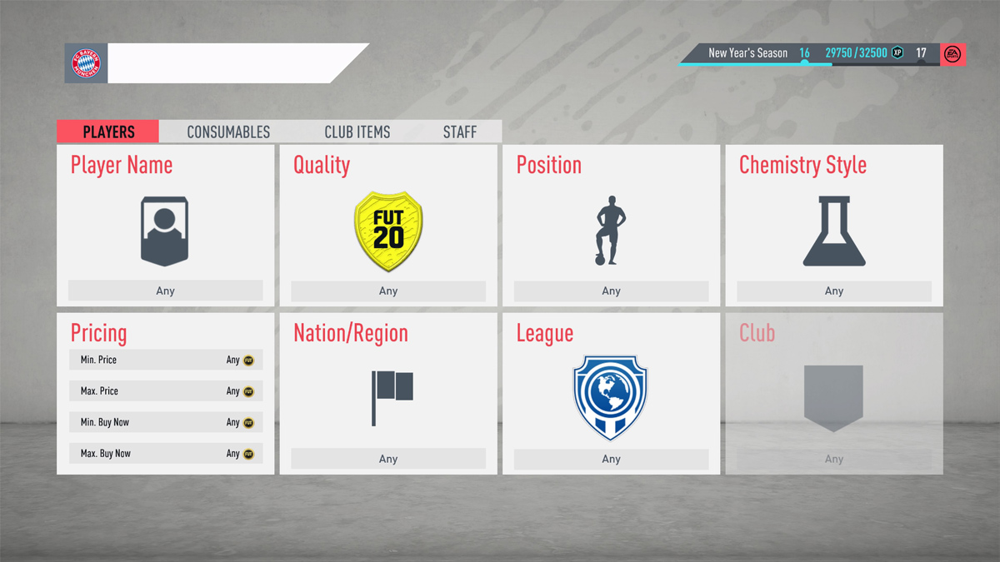 FC BAYERN
MÜNCHEN
New Year's Season 16 29750/32500 XP 17
EA
SPORTS
PLAYERS CONSUMABLES CLUB ITEMS STAFF
Player Name
Any
Quality
FUT
20
Any
Position
Any
Chemistry Style
Any
Pricing
Min. Price Any FUT
Max. Price Any FUT
Min. Buy Now Any FUT
Max. Buy Now Any FUT
Nation/Region
Any
League
Any
Club
Any